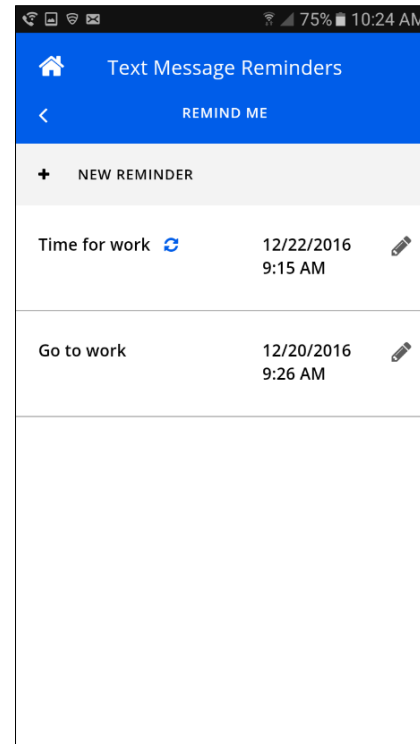 75% 10:24 AM
Text Message Reminders
REMIND ME
NEW REMINDER
Time for work 12/22/2016
9:15 AM
Go to work 12/20/2016
9:26 AM